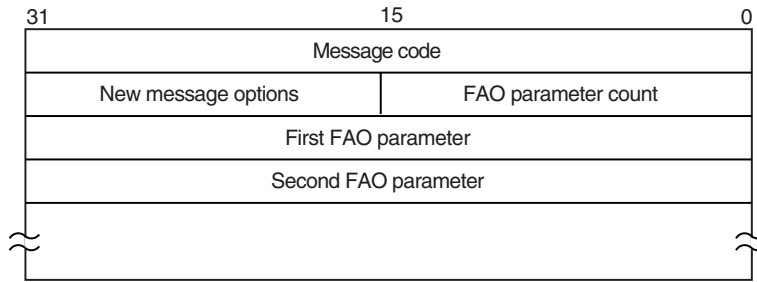 31 15 0
Message code
New message options FAO parameter count
First FAO parameter
Second FAO parameter